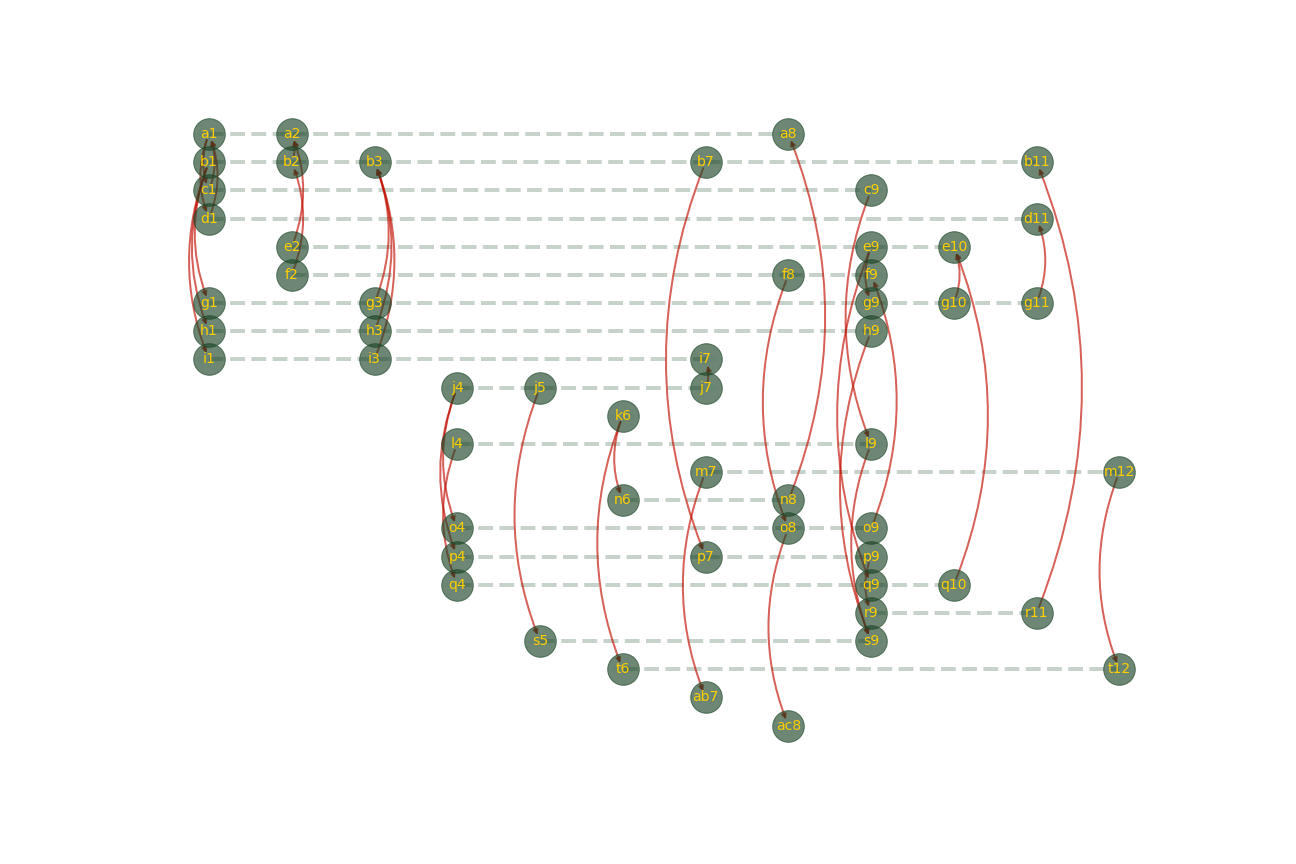 a1 a2 a8
b1 b2 b3 b7 b11
c1 c9
d1 d11
e2 e9 e10
f2 f8 f9
g1 g3 g9 g10 g11
h1 h3 h9
i1 i3 i7
j4 j5 j7
k6
l4 l9
m7 m12
n6 n8
o4 o8 o9
p4 p7 p9
q4 q9 q10
r9 r11
s5 s9
t6 t12
ab7
ac8